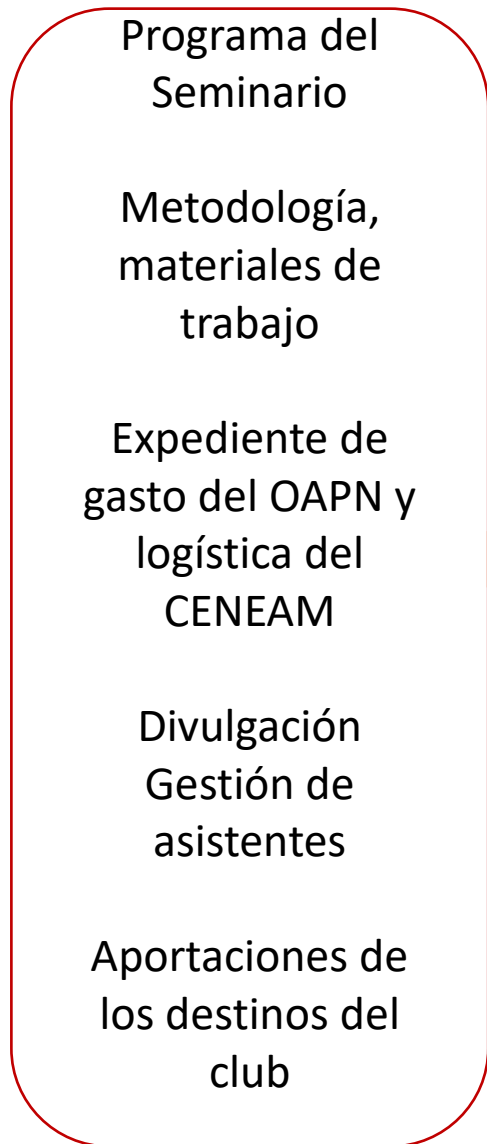 Programa del
Seminario
Metodología,
materiales de
trabajo
Expediente de
gasto del OAPN y
logística del
CENEAM
Divulgación
Gestión de
asistentes
Aportaciones de
los destinos del
club